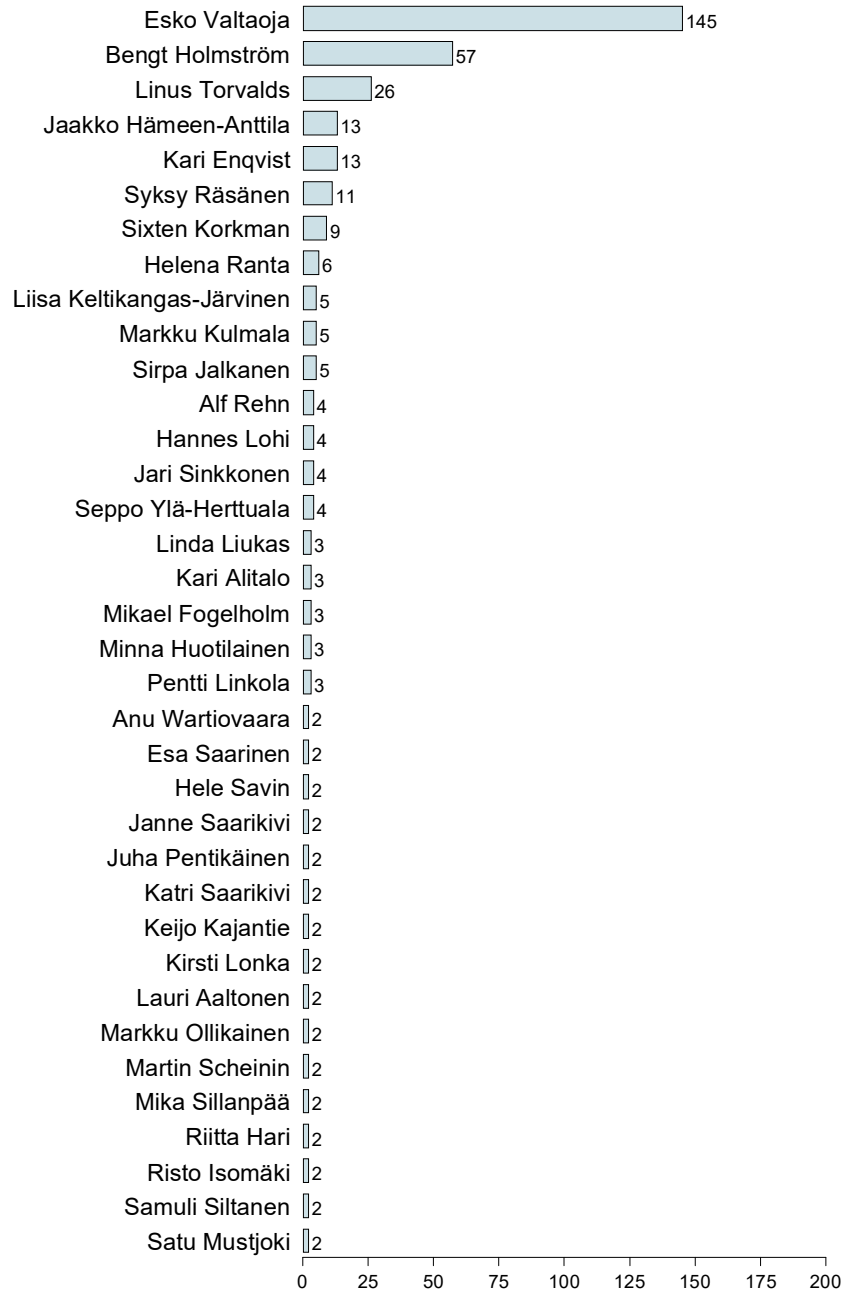 Esko Valtaoja 145
Bengt Holmström 57
Linus Torvalds 26
Jaakko Hämeen-Anttila 13
Kari Enqvist 13
Syksy Räsänen 11
Sixten Korkman 9
Helena Ranta 6
Liisa Keltikangas-Järvinen 5
Markku Kulmala 5
Sirpa Jalkanen 5
Alf Rehn 4
Hannes Lohi 4
Jari Sinkkonen 4
Seppo Ylä-Herttuala 4
Linda Liukas 3
Kari Alitalo 3
Mikael Fogelholm 3
Minna Huotilainen 3
Pentti Linkola 3
Anu Wartiovaara 2
Esa Saarinen 2
Hele Savin 2
Janne Saarikivi 2
Juha Pentikäinen 2
Katri Saarikivi 2
Keijo Kajantie 2
Kirsti Lonka 2
Lauri Aaltonen 2
Markku Ollikainen 2
Martin Scheinin 2
Mika Sillanpää 2
Riitta Hari 2
Risto Isomäki 2
Samuli Siltanen 2
Satu Mustjoki 2
0 25 50 75 100 125 150 175 200